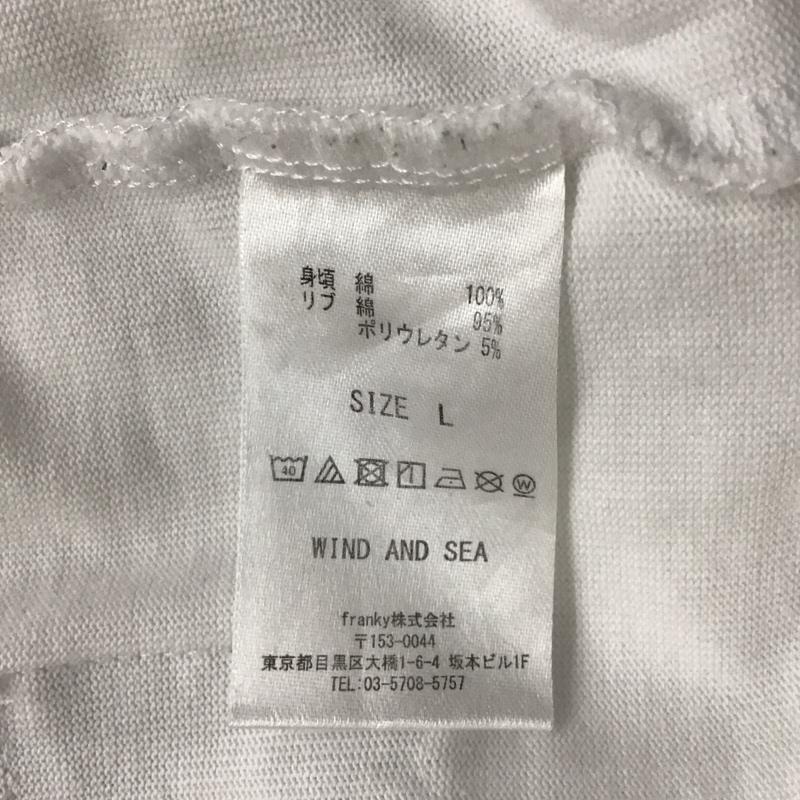 身頃 綿 100%
リブ 綿 95%
ポリウレタン 5%
SIZE L
40
W
WIND AND SEA
franky株式会社
〒153-0044
東京都目黒区大橋1-6-4 坂本ビル1F
TEL:03-5708-5757